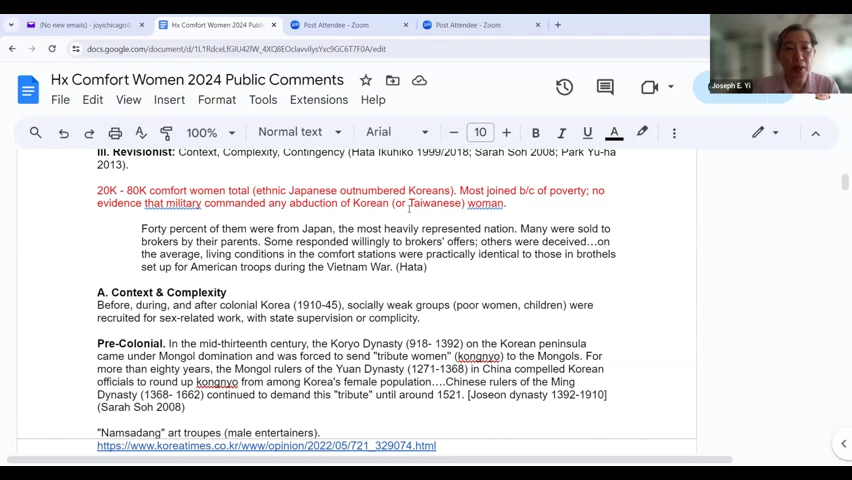 (No new emails) - joyichicago@
Hx Comfort Women 2024 Publi
Post Attendee - Zoom
Post Attendee - Zoom
docs.google.com/document/d/1L1RdceLfGIU42lW_4XQ8EOclavvilysYxc9GC6T7F0A/edit
Hx Comfort Women 2024 Public Comments
File Edit View Insert Format Tools Extensions Help
100% Normal text Arial 10 B I U A
Joseph E. Yi
III. Revisionist: Context, Complexity, Contingency (Hata Ikuhiko 1999/2018; Sarah Soh 2008; Park Yu-ha
2013).
20K - 80K comfort women total (ethnic Japanese outnumbered Koreans). Most joined b/c of poverty; no
evidence that military commanded any abduction of Korean (or Taiwanese) woman.
Forty percent of them were from Japan, the most heavily represented nation. Many were sold to
brokers by their parents. Some responded willingly to brokers' offers; others were deceived…on
the average, living conditions in the comfort stations were practically identical to those in brothels
set up for American troops during the Vietnam War. (Hata)
A. Context & Complexity
Before, during, and after colonial Korea (1910-45), socially weak groups (poor women, children) were
recruited for sex-related work, with state supervision or complicity.
Pre-Colonial. In the mid-thirteenth century, the Koryo Dynasty (918- 1392) on the Korean peninsula
came under Mongol domination and was forced to send "tribute women" (kongnyo) to the Mongols. For
more than eighty years, the Mongol rulers of the Yuan Dynasty (1271-1368) in China compelled Korean
officials to round up kongnyo from among Korea's female population….Chinese rulers of the Ming
Dynasty (1368- 1662) continued to demand this "tribute" until around 1521. [Joseon dynasty 1392-1910]
(Sarah Soh 2008)
"Namsadang" art troupes (male entertainers).
https://www.koreatimes.co.kr/www/opinion/2022/05/721_329074.html